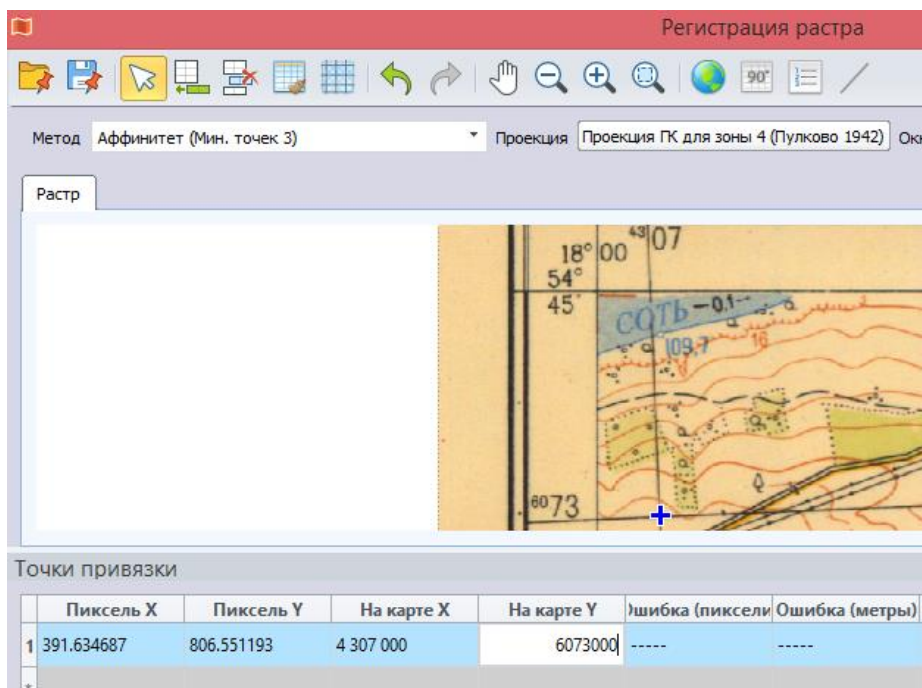 Регистрация растра
90°
Метод Аффинитет (Мин. точек 3) Проекция Проекция ГК для зоны 4 (Пулково 1942)
Растр
43 07
18° 00
54°
45'
СОТЬ -0,1-
109,7 16
60 73
Точки привязки
Пиксель X Пиксель Y На карте X На карте Y Ошибка (метры)
1 391.634687 806.551193 4 307 000 6073000 ----- -----
*